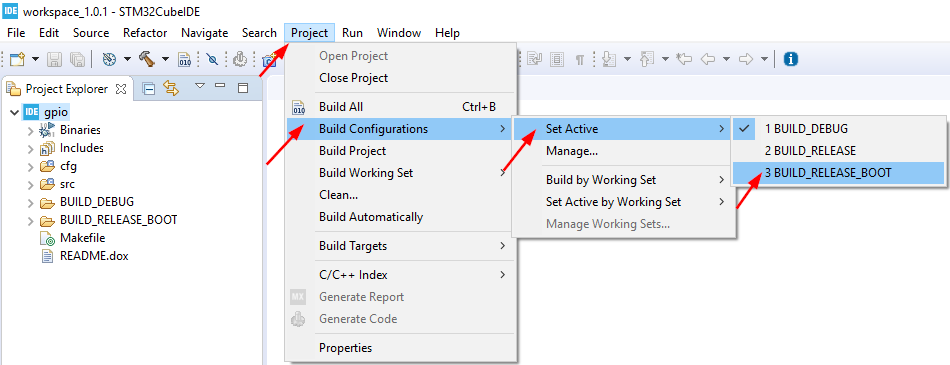 IDE workspace_1.0.1 - STM32CubeIDE
File Edit Source Refactor Navigate Search Project Run Window Help
010
Project Explorer
IDE gpio
Binaries
Includes
cfg
src
BUILD_DEBUG
BUILD_RELEASE_BOOT
Makefile
README.dox
Open Project
Close Project
010 Build All Ctrl+B
Build Configurations
Build Project
Build Working Set
Clean...
Build Automatically
Build Targets
C/C++ Index
MX Generate Report
Generate Code
Properties
Set Active
Manage...
Build by Working Set
Set Active by Working Set
Manage Working Sets...
1 BUILD_DEBUG
2 BUILD_RELEASE
3 BUILD_RELEASE_BOOT